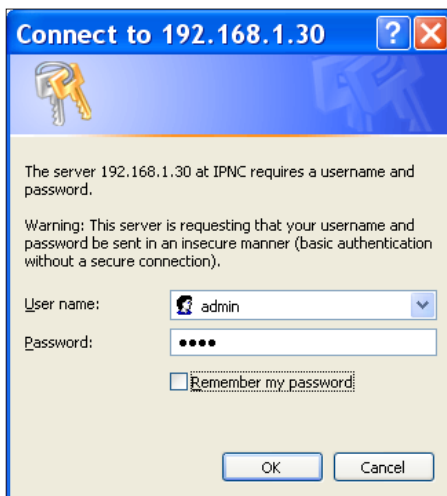 Connect to 192.168.1.30
The server 192.168.1.30 at IPNC requires a username and
password.
Warning: This server is requesting that your username and
password be sent in an insecure manner (basic authentication
without a secure connection).
User name:
admin
Password:
••••
Remember my password
OK
Cancel